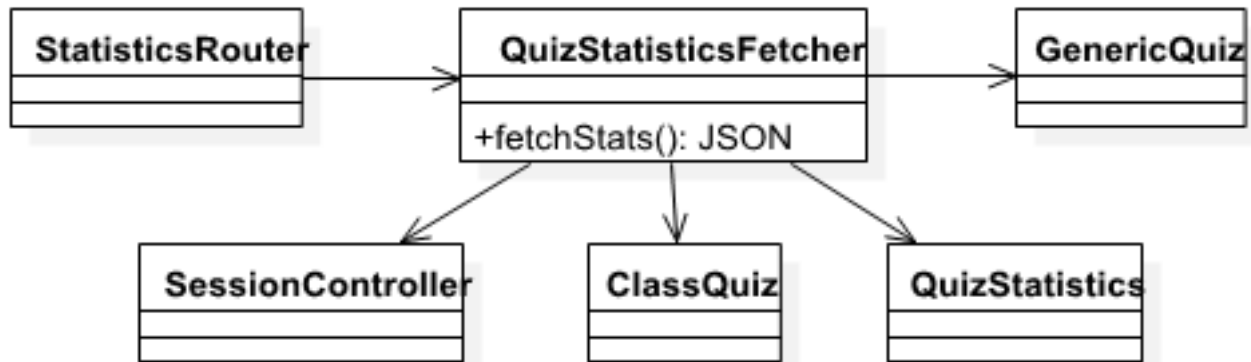 StatisticsRouter
QuizStatisticsFetcher
GenericQuiz
+fetchStats(): JSON
SessionController
ClassQuiz
QuizStatistics